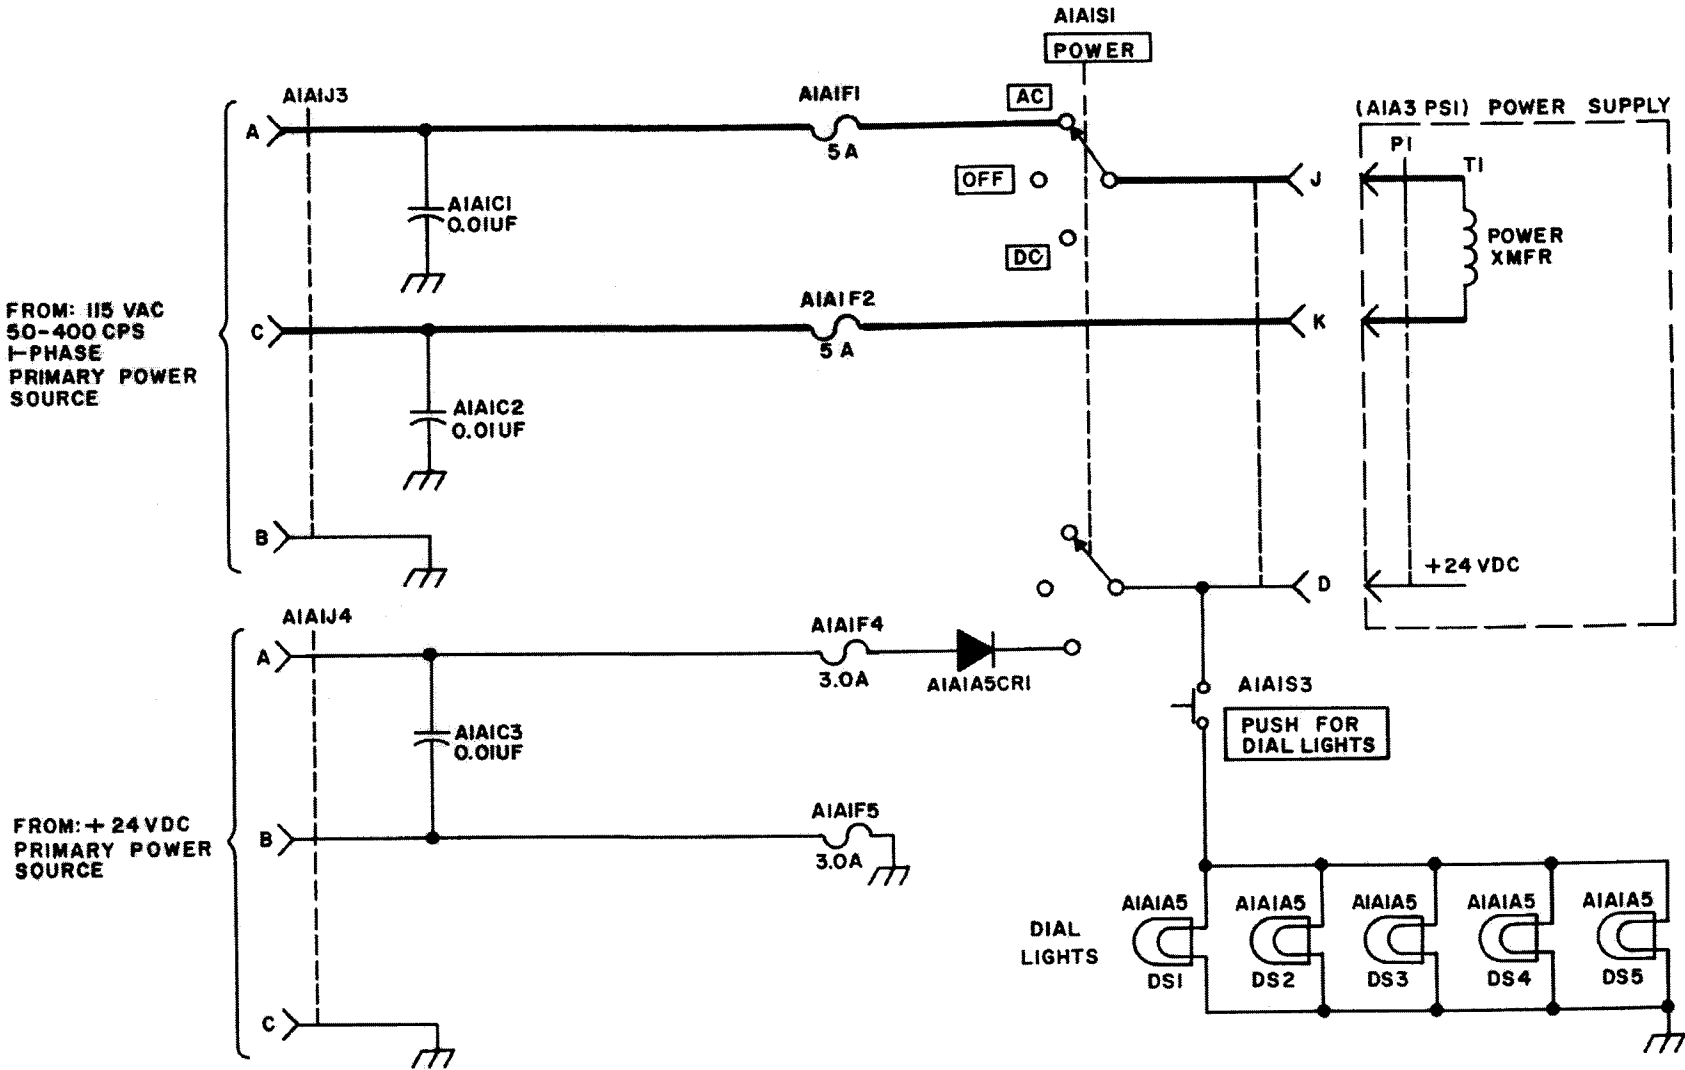 A1A1S1
POWER
A1A1J3
A1A1F1
AC
(A1A3 PS1) POWER SUPPLY
A
5 A
P1
T1
OFF
J
A1A1C1
0.01UF
POWER
XMFR
DC
FROM: 115 VAC
50-400 CPS
1-PHASE
PRIMARY POWER
SOURCE
A1A1F2
C
K
5 A
A1A1C2
0.01UF
B
+24 VDC
D
A1A1J4
A1A1F4
A
3.0A
A1A1A5CR1
A1A1S3
PUSH FOR
DIAL LIGHTS
A1A1C3
0.01UF
FROM: + 24 VDC
PRIMARY POWER
SOURCE
A1A1F5
B
3.0A
A1A1A5 A1A1A5 A1A1A5 A1A1A5 A1A1A5
DIAL
LIGHTS
DS1 DS2 DS3 DS4 DS5
C